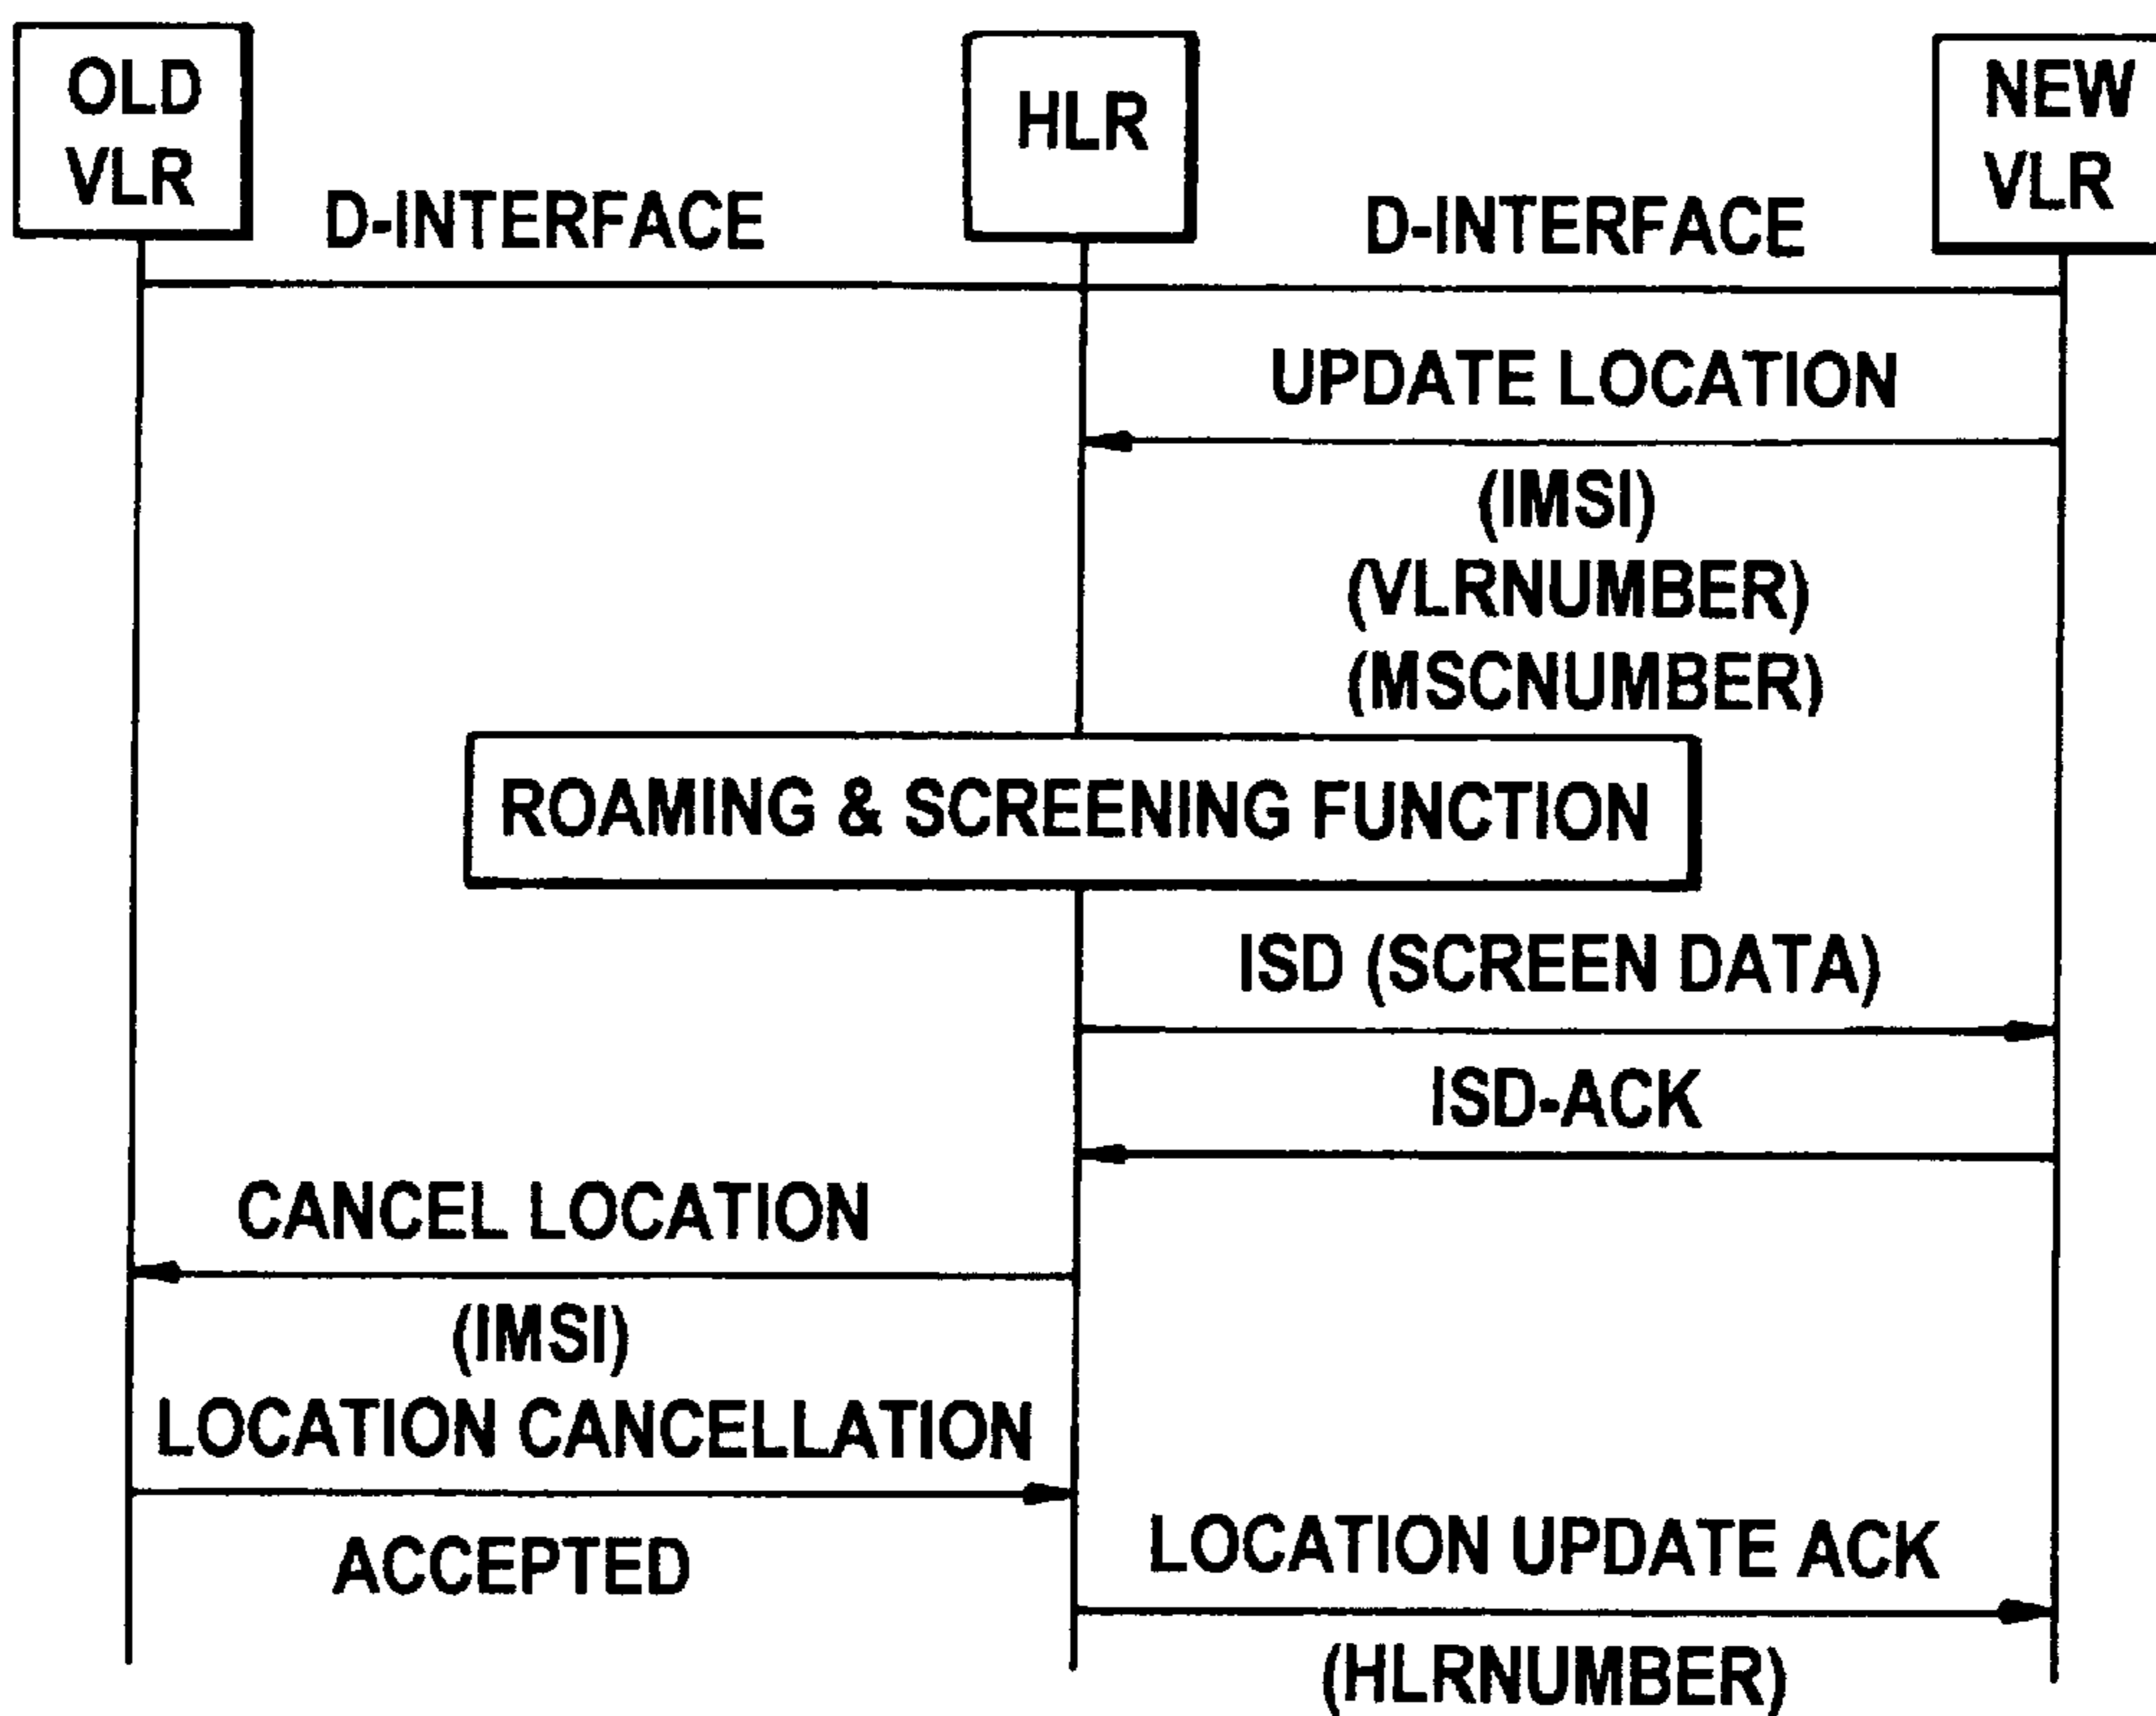 OLD
VLR
HLR
NEW
VLR
D-INTERFACE
D-INTERFACE
UPDATE LOCATION
(IMSI)
(VLRNUMBER)
(MSCNUMBER)
ROAMING & SCREENING FUNCTION
ISD (SCREEN DATA)
ISD-ACK
CANCEL LOCATION
(IMSI)
LOCATION CANCELLATION
ACCEPTED
LOCATION UPDATE ACK
(HLRNUMBER)